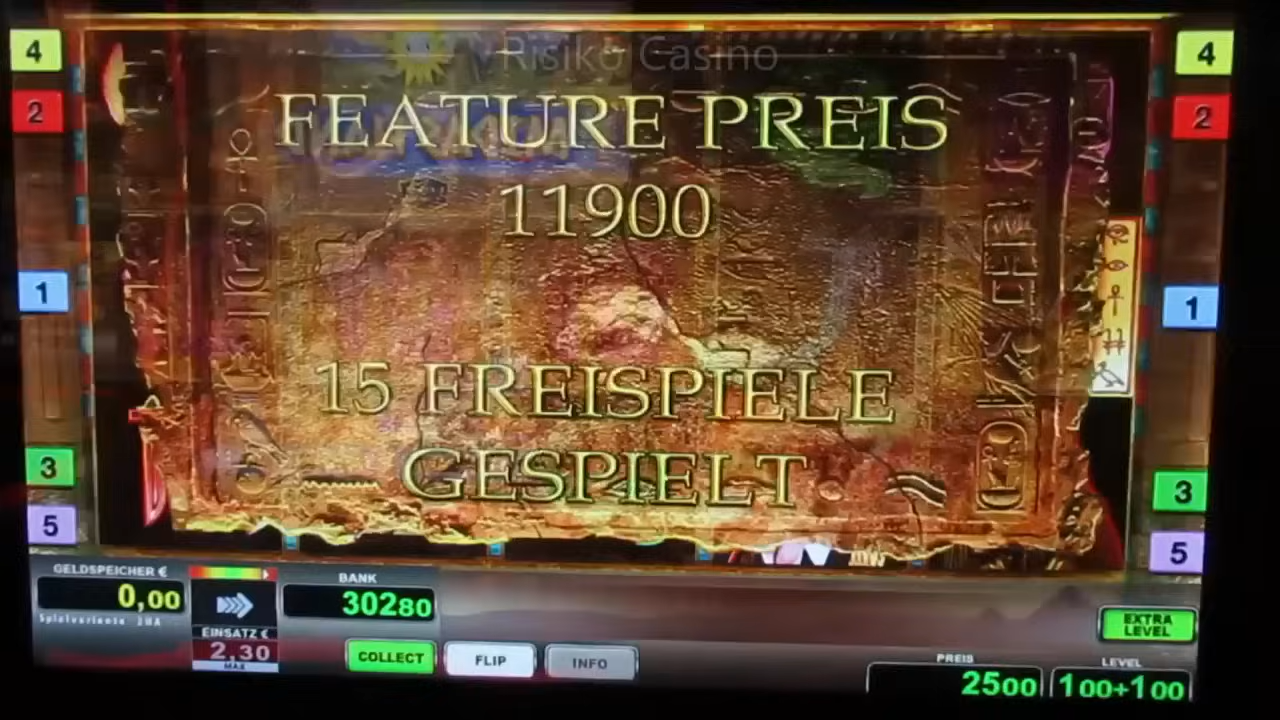 Risiko Casino
4
4
2
2
FEATURE PREIS
11900
1
1
15 FREISPIELE
GESPIELT
3
3
5
5
GELDSPEICHER €
0,00
EINSATZ €
2,30
MAX
BANK
30280
COLLECT
FLIP
INFO
EXTRA
LEVEL
PREIS
2500
LEVEL
100+100